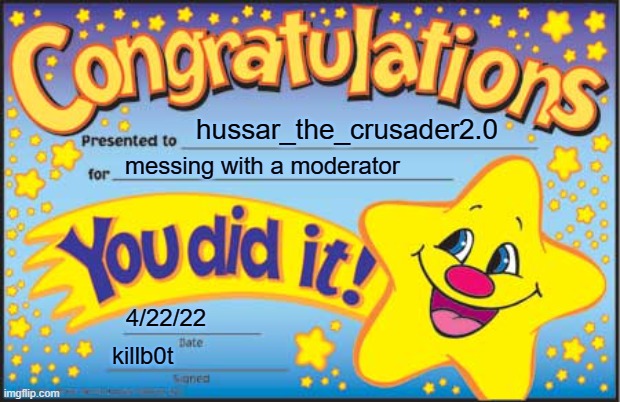 Congratulations
Presented to hussar_the_crusader2.0
for messing with a moderator
You did it!
4/22/22
Date
killb0t
Signed
imgflip.com